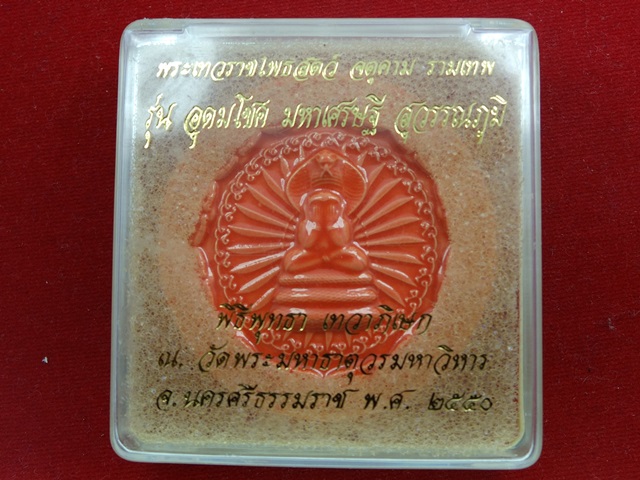 พระเทวราชโพธิสัตว์ จตุคาม รามเทพ
รุ่น อุดมโชค มหาเศรษฐี สุวรรณภูมิ
พิธีพุทธา เทวาภิเษก
ณ. วัดพระมหาธาตุวรมหาวิหาร
จ.นครศรีธรรมราช พ.ศ. ๒๕๕๐